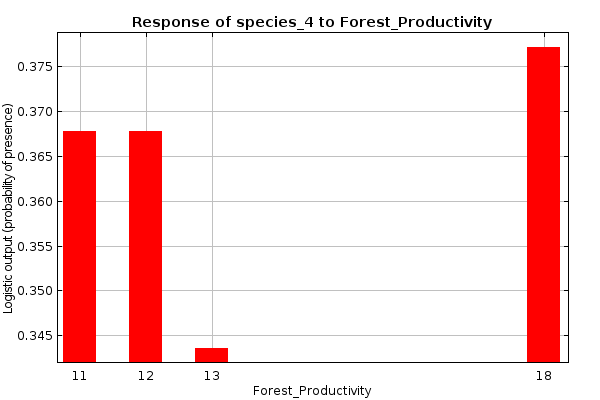 Response of species_4 to Forest_Productivity
Logistic output (probability of presence)
0.375
0.370
0.365
0.360
0.355
0.350
0.345
11 12 13 18
Forest_Productivity